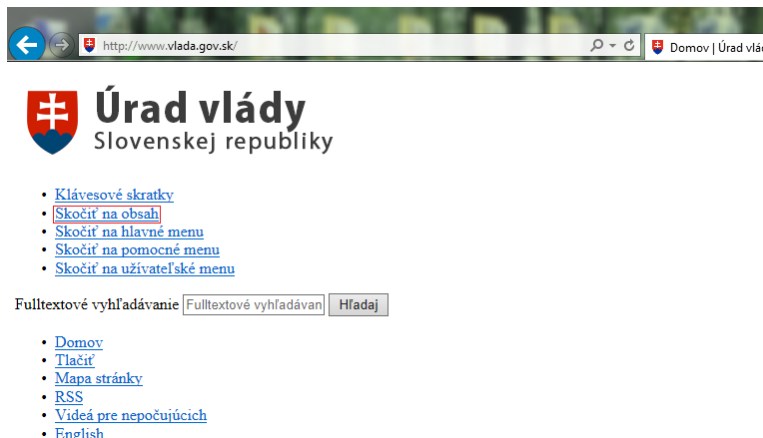 http://www.vlada.gov.sk/
Domov | Úrad vlá
Úrad vlády
Slovenskej republiky
• Klávesové skratky
• Skočiť na obsah
• Skočiť na hlavné menu
• Skočiť na pomocné menu
• Skočiť na užívateľské menu
Fulltextové vyhľadávanie Fulltextové vyhľadávan Hľadaj
• Domov
• Tlačiť
• Mapa stránky
• RSS
• Videá pre nepočujúcich
• English